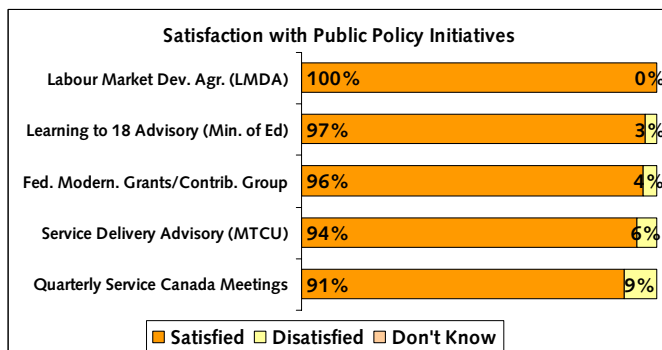 Satisfaction with Public Policy Initiatives
Labour Market Dev. Agr. (LMDA) 100% 0%
Learning to 18 Advisory (Min. of Ed) 97% 3%
Fed. Modern. Grants/Contrib. Group 96% 4%
Service Delivery Advisory (MTCU) 94% 6%
Quarterly Service Canada Meetings 91% 9%
Satisfied Disatisfied Don't Know